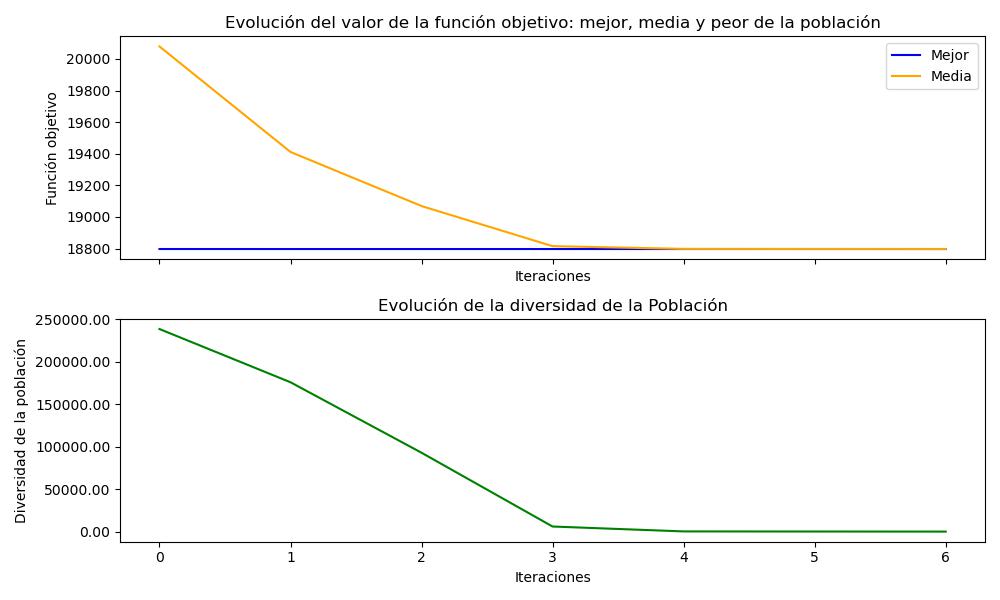 Evolución del valor de la función objetivo: mejor, media y peor de la población
Función objetivo
20000
19800
19600
19400
19200
19000
18800
Mejor
Media
Iteraciones
Evolución de la diversidad de la Población
Diversidad de la población
250000.00
200000.00
150000.00
100000.00
50000.00
0.00
0 1 2 3 4 5 6
Iteraciones